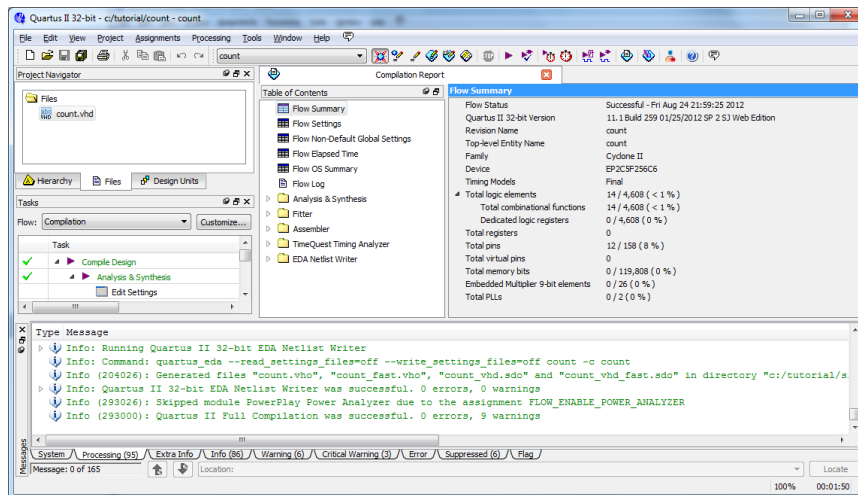 Quartus II 32-bit - c:/tutorial/count - count
File Edit View Project Assignments Processing Tools Window Help
count
Project Navigator
Files
count.vhd
Hierarchy Files Design Units
Tasks
Flow: Compilation Customize...
Task
Compile Design
Analysis & Synthesis
Edit Settings
Compilation Report
Table of Contents
Flow Summary
Flow Settings
Flow Non-Default Global Settings
Flow Elapsed Time
Flow OS Summary
Flow Log
Analysis & Synthesis
Fitter
Assembler
TimeQuest Timing Analyzer
EDA Netlist Writer
Flow Summary
Flow Status Successful - Fri Aug 24 21:59:25 2012
Quartus II 32-bit Version 11.1 Build 259 01/25/2012 SP 2 SJ Web Edition
Revision Name count
Top-level Entity Name count
Family Cyclone II
Device EP2C5F256C6
Timing Models Final
Total logic elements 14 / 4,608 ( < 1 % )
Total combinational functions 14 / 4,608 ( < 1 % )
Dedicated logic registers 0 / 4,608 ( 0 % )
Total registers 0
Total pins 12 / 158 ( 8 % )
Total virtual pins 0
Total memory bits 0 / 119,808 ( 0 % )
Embedded Multiplier 9-bit elements 0 / 26 ( 0 % )
Total PLLs 0 / 2 ( 0 % )
Type Message
Info: Running Quartus II 32-bit EDA Netlist Writer
Info: Command: quartus_eda --read_settings_files=off --write_settings_files=off count -c count
Info (204026): Generated files "count.vho", "count_fast.vho", "count_vhd.sdo" and "count_vhd_fast.sdo" in directory "c:/tutorial/s
Info: Quartus II 32-bit EDA Netlist Writer was successful. 0 errors, 0 warnings
Info (293026): Skipped module PowerPlay Power Analyzer due to the assignment FLOW_ENABLE_POWER_ANALYZER
Info (293000): Quartus II Full Compilation was successful. 0 errors, 9 warnings
System Processing (95) Extra Info Info (86) Warning (6) Critical Warning (3) Error Suppressed (6) Flag
Messages
Message: 0 of 165 Location: Locate
100% 00:01:50